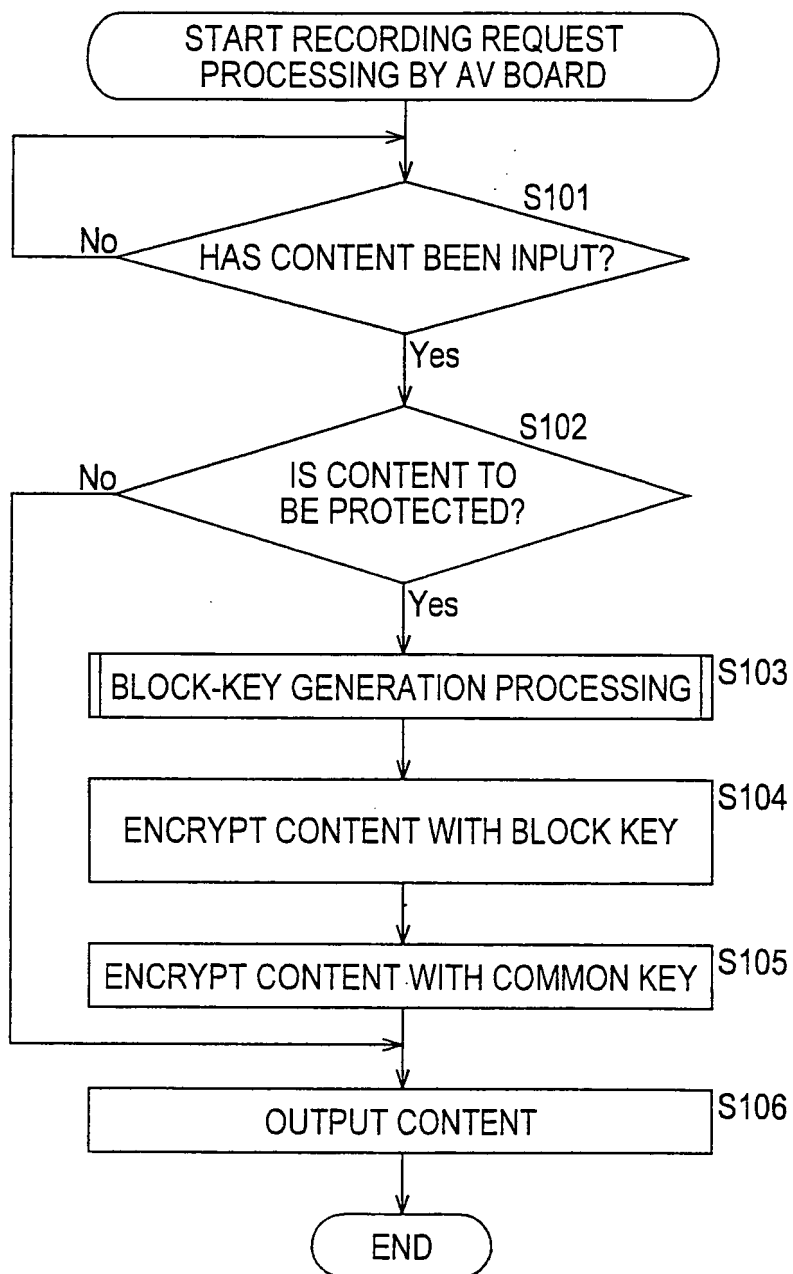 START RECORDING REQUEST
PROCESSING BY AV BOARD
S101
No
HAS CONTENT BEEN INPUT?
Yes
S102
No
IS CONTENT TO
BE PROTECTED?
Yes
BLOCK-KEY GENERATION PROCESSING
S103
S104
ENCRYPT CONTENT WITH BLOCK KEY
ENCRYPT CONTENT WITH COMMON KEY
S105
OUTPUT CONTENT
S106
END